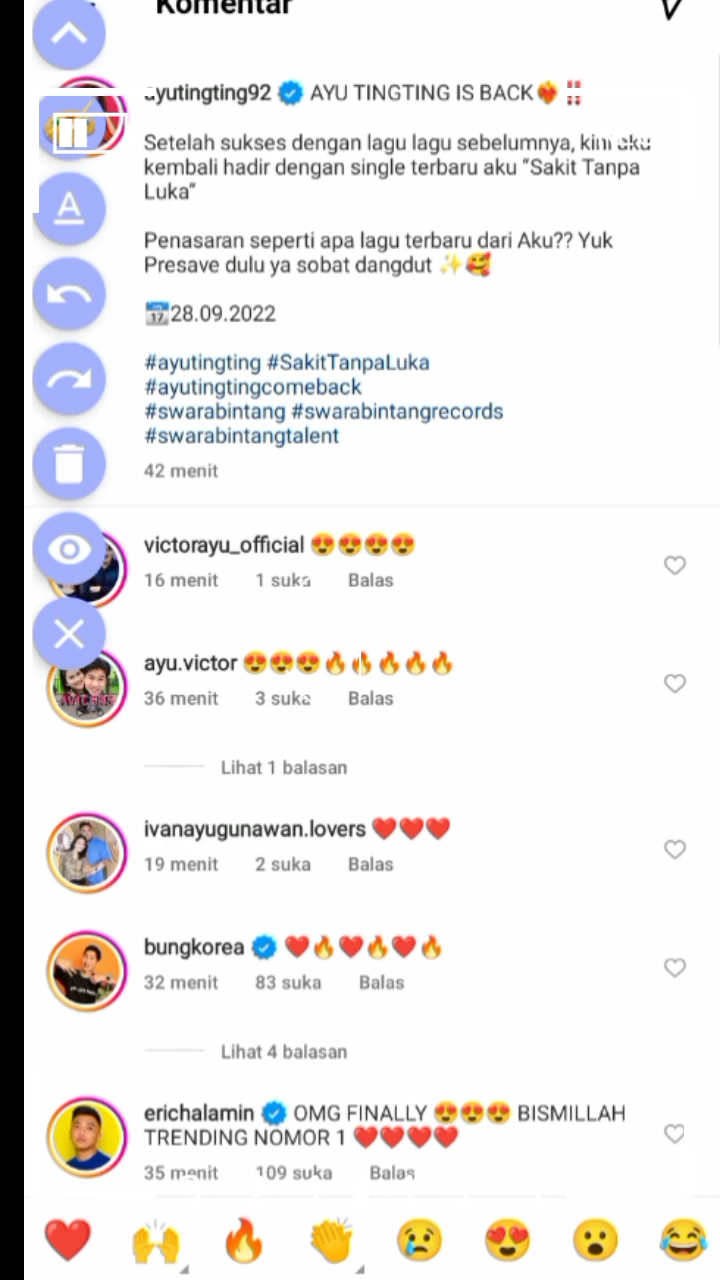 Komentar
ayutingting92 AYU TINGTING IS BACK❤️‍🔥‼️
Setelah sukses dengan lagu lagu sebelumnya, kini aku
kembali hadir dengan single terbaru aku “Sakit Tanpa
Luka”
Penasaran seperti apa lagu terbaru dari Aku?? Yuk
Presave dulu ya sobat dangdut ✨🥰
📅28.09.2022
#ayutingting #SakitTanpaLuka
#ayutingtingcomeback
#swarabintang #swarabintangrecords
#swarabintangtalent
42 menit
victorayu_official 😍😍😍😍
16 menit 1 suka Balas
ayu.victor 😍😍😍🔥🔥🔥🔥🔥
36 menit 3 suka Balas
Lihat 1 balasan
ivanayugunawan.lovers ❤️❤️❤️
19 menit 2 suka Balas
bungkorea ❤️🔥❤️🔥❤️🔥
32 menit 83 suka Balas
Lihat 4 balasan
erichalamin OMG FINALLY 😍😍😍 BISMILLAH
TRENDING NOMOR 1 ❤️❤️❤️❤️
35 menit 109 suka Balas